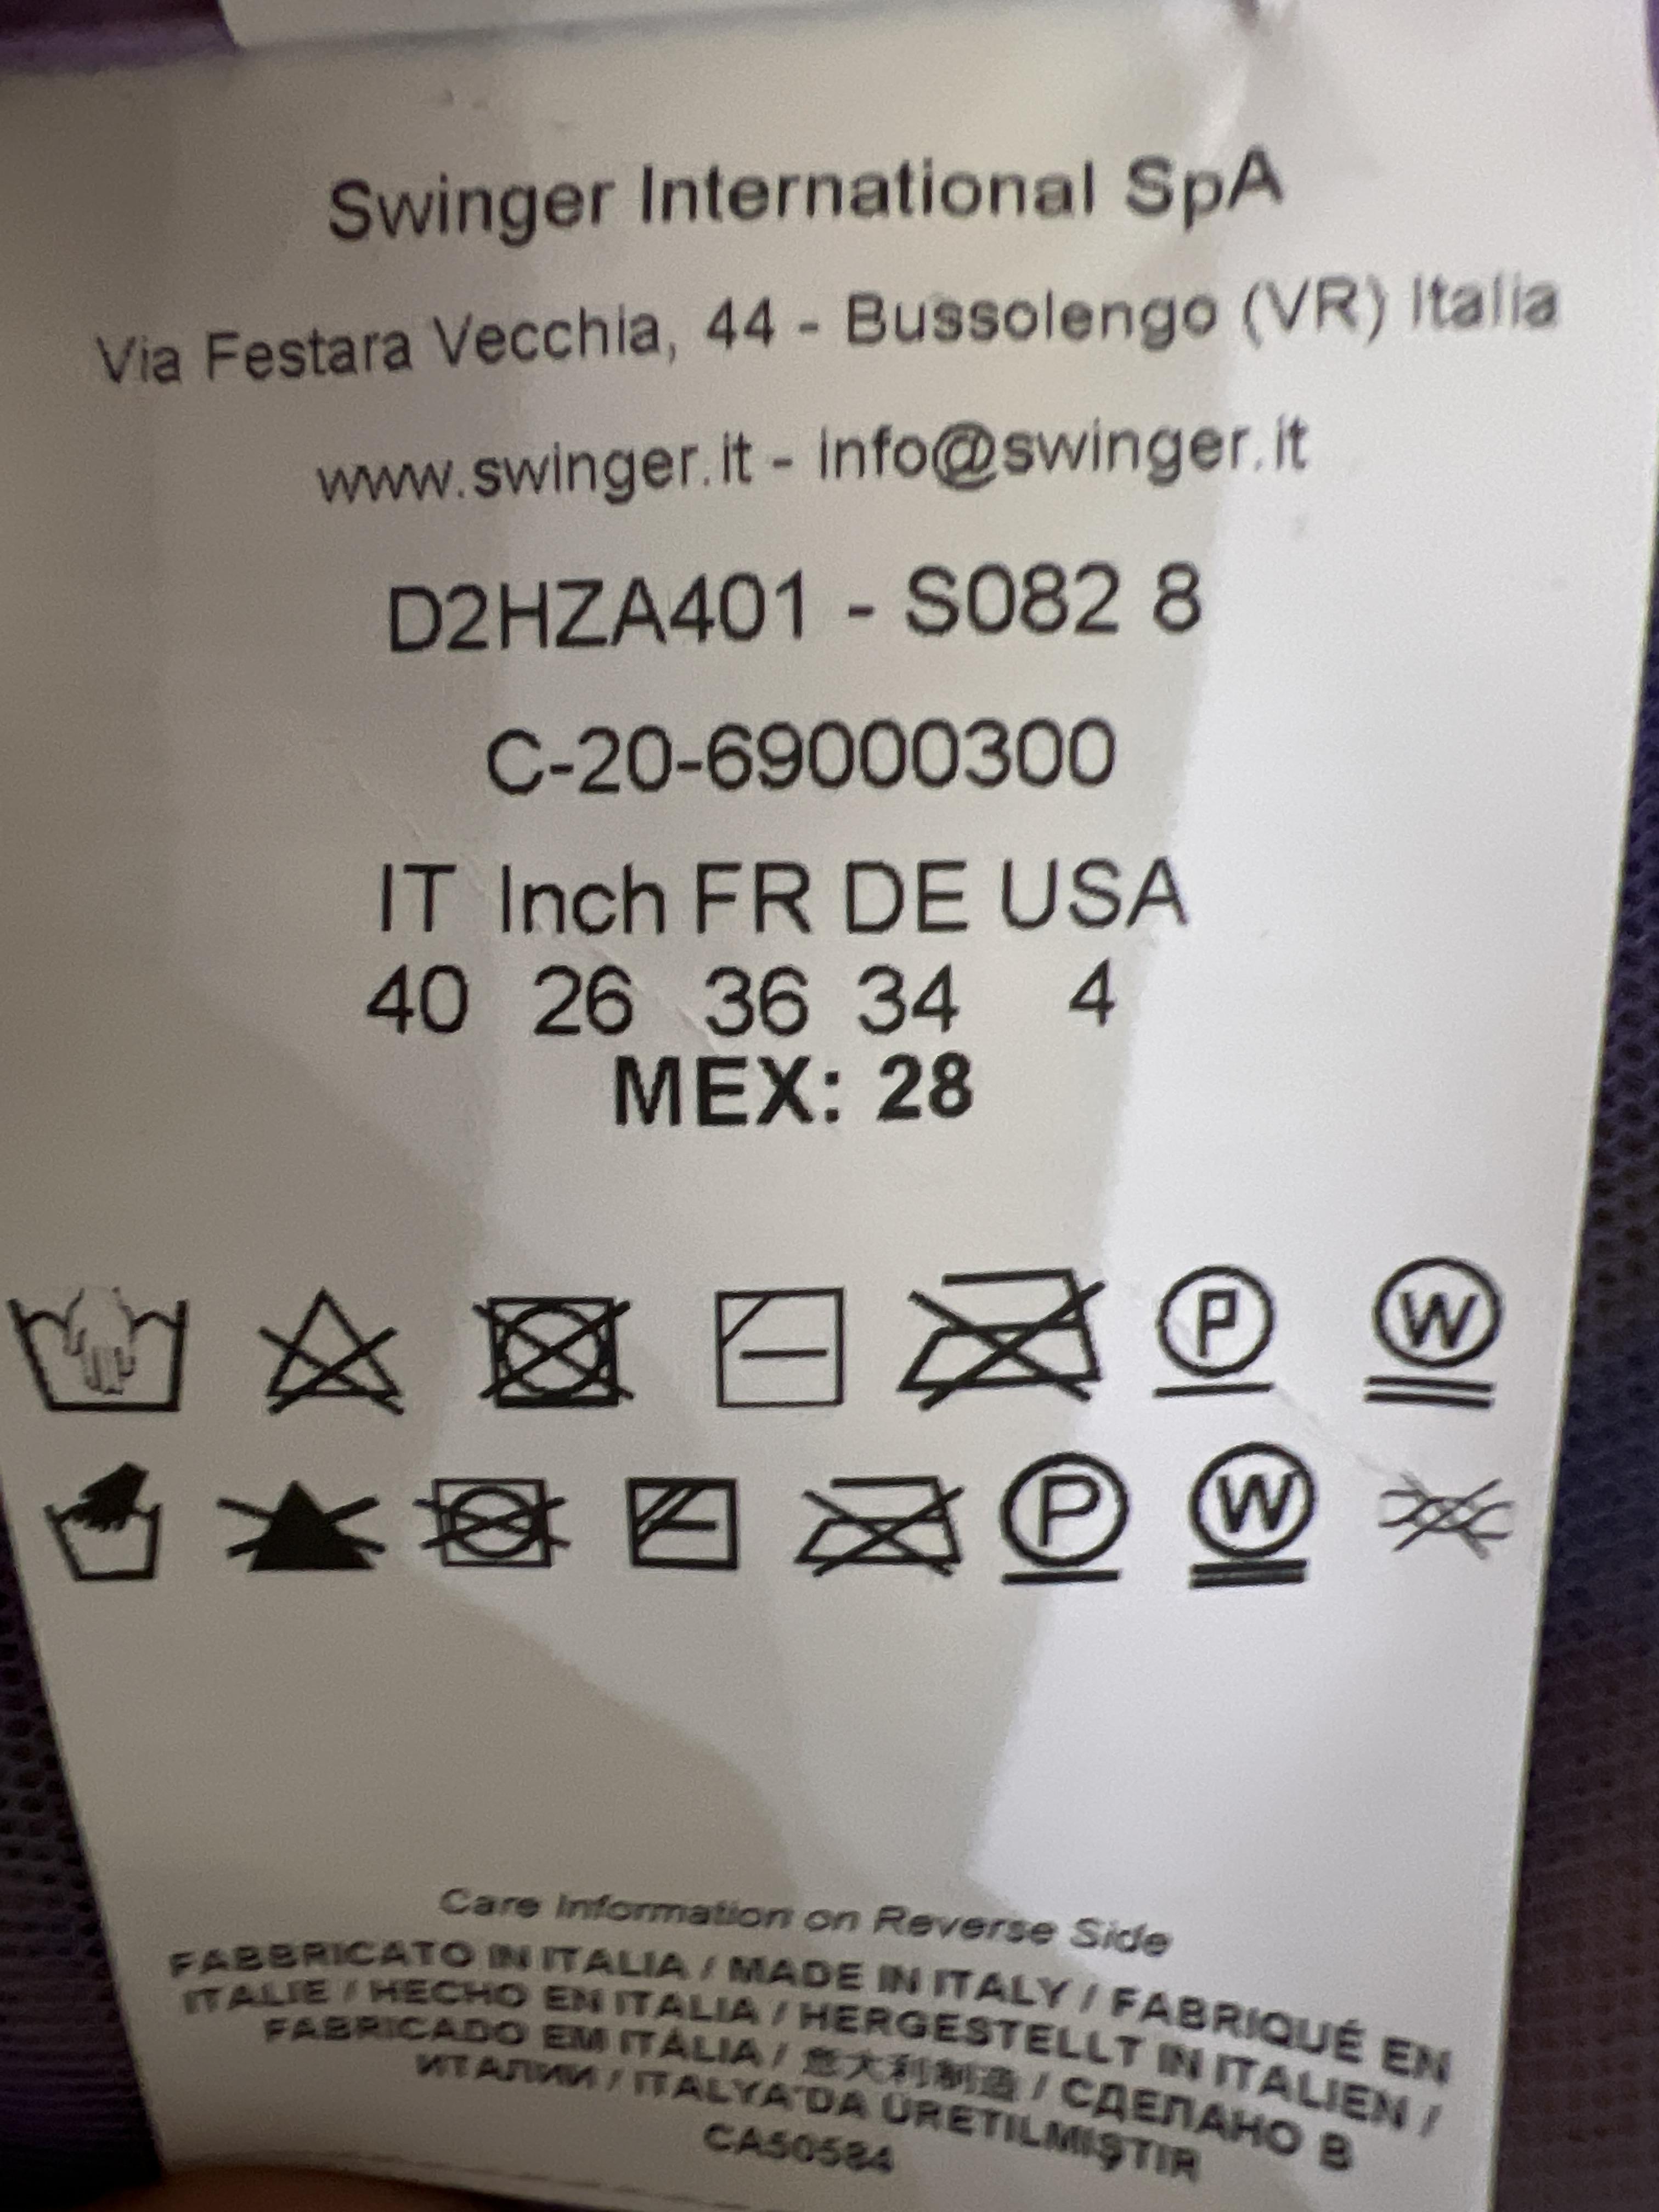 Swinger International SpA
Via Festara Vecchia, 44 - Bussolengo (VR) Italia
www.swinger.it - info@swinger.it
D2HZA401 - S082 8
C-20-69000300
IT Inch FR DE USA
40 26 36 34 4
MEX: 28
P W
P W
Care Information on Reverse Side
FABBRICATO IN ITALIA / MADE IN ITALY / FABRIQUÉ EN
ITALIE / HECHO EN ITALIA / HERGESTELLT IN ITALIEN /
FABRICADO EM ITÁLIA / 意大利制造 / СДЕЛАНО В
ИТАЛИИ / ITALYA'DA ÜRETILMIŞTIR
CA50584